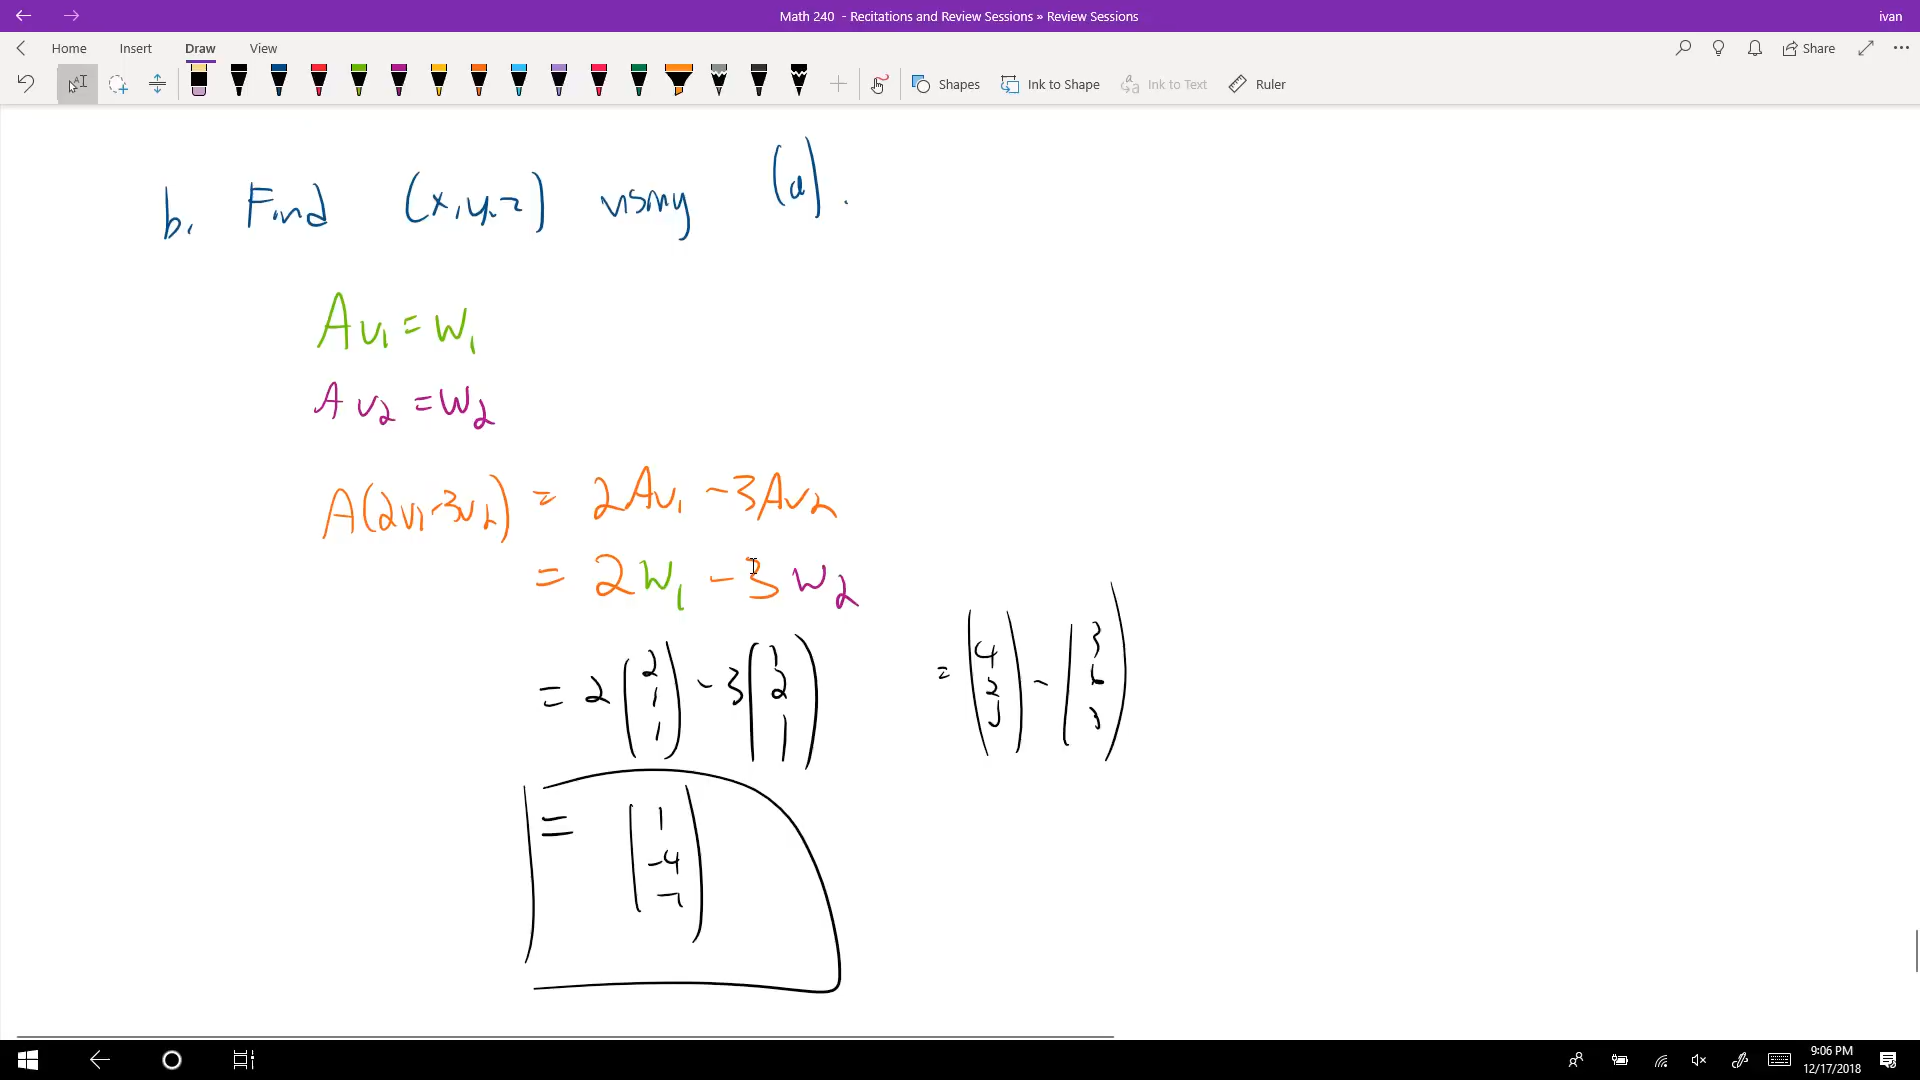 Math 240 - Recitations and Review Sessions » Review Sessions
ivan
Home Insert Draw View
Share
Shapes Ink to Shape Ink to Text Ruler
b. Find (x,y,z) using (a).
Av₁ = w₁
Av₂ = w₂
A(2v₁-3v₂) = 2Av₁ - 3Av₂
= 2w₁ - 3w₂
= 2(2 1 1) - 3(1 2 1) = (4 2 ) - (3 6 3)
= (1 -4 -1)
9:06 PM
12/17/2018